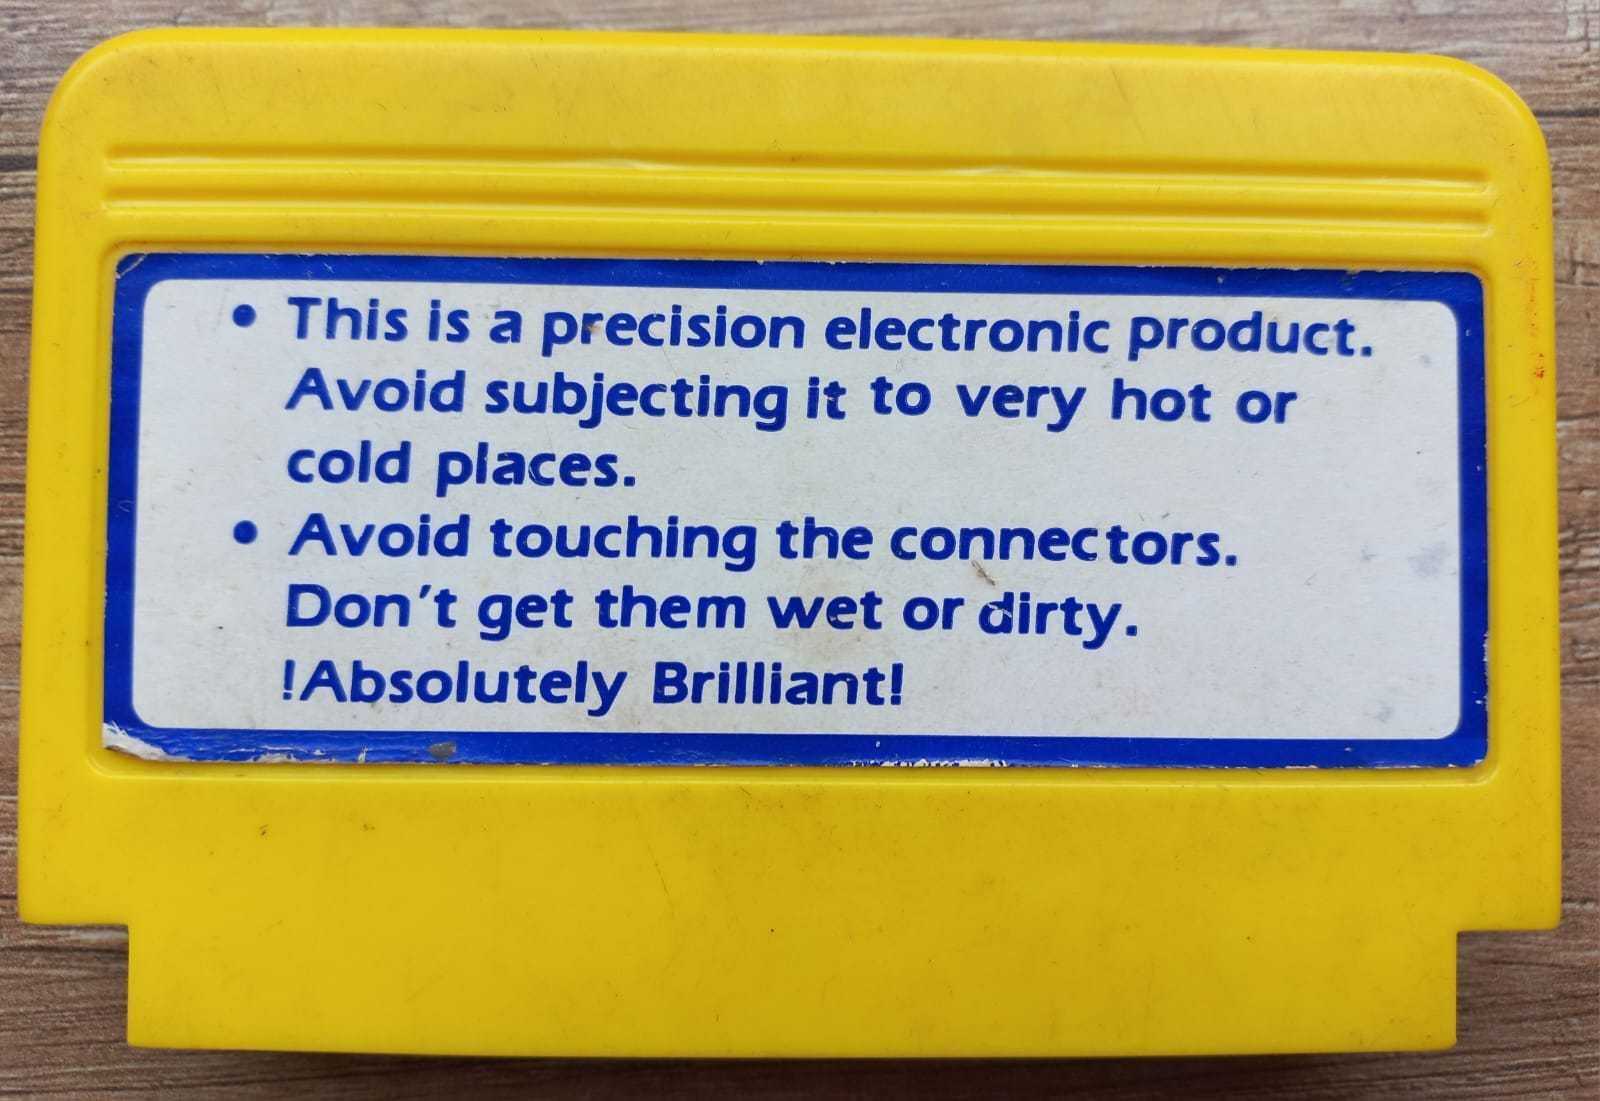 • This is a precision electronic product.
Avoid subjecting it to very hot or
cold places.
• Avoid touching the connectors.
Don't get them wet or dirty.
!Absolutely Brilliant!